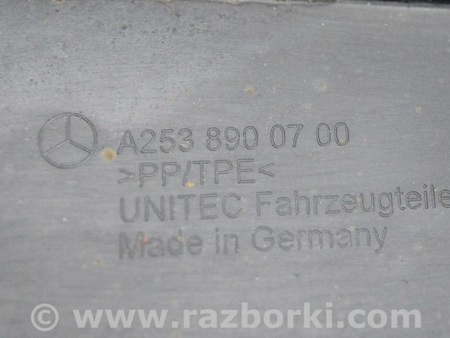 A253 890 07 00
>PP/TPE<
UNITEC Fahrzeugteile
Made in Germany
© www.razborki.com